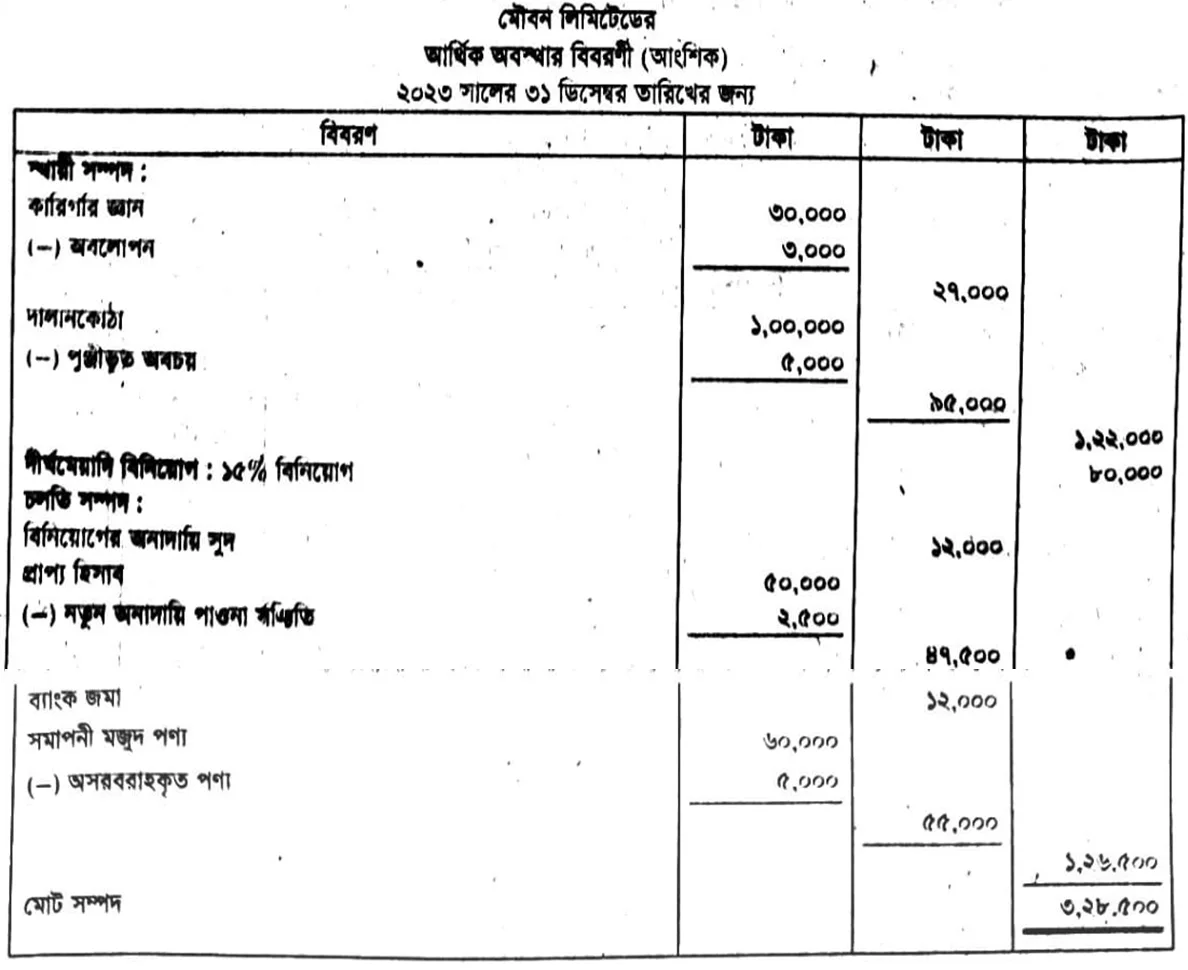 মৌবন লিমিটেডের
আর্থিক অবস্থার বিবরণী (আংশিক)
২০২৩ সালের ৩১ ডিসেম্বর তারিখের জন্য
বিবরণ টাকা টাকা টাকা
স্থায়ী সম্পদ :
কারিগরি জ্ঞান ৩০,০০০
(–) অবলোপন ৩,০০০
২৭,০০০
দালানকোঠা ১,০০,০০০
(–) পুঞ্জীভূত অবচয় ৫,০০০
৯৫,০০০
১,২২,০০০
দীর্ঘমেয়াদি বিনিয়োগ : ১৫% বিনিয়োগ ৮০,০০০
চলতি সম্পদ :
বিনিয়োগের অনাদায়ি সুদ ১২,০০০
প্রাপ্য হিসাব ৫০,০০০
(–) নতুন অনাদায়ি পাওনা সঞ্চিতি ২,৫০০
৪৭,৫০০
ব্যাংক জমা ১২,০০০
সমাপনী মজুদ পণ্য ৬০,০০০
(–) অসরবরাহকৃত পণ্য ৫,০০০
৫৫,০০০
১,২৬,৫০০
মোট সম্পদ ৩,২৮,৫০০